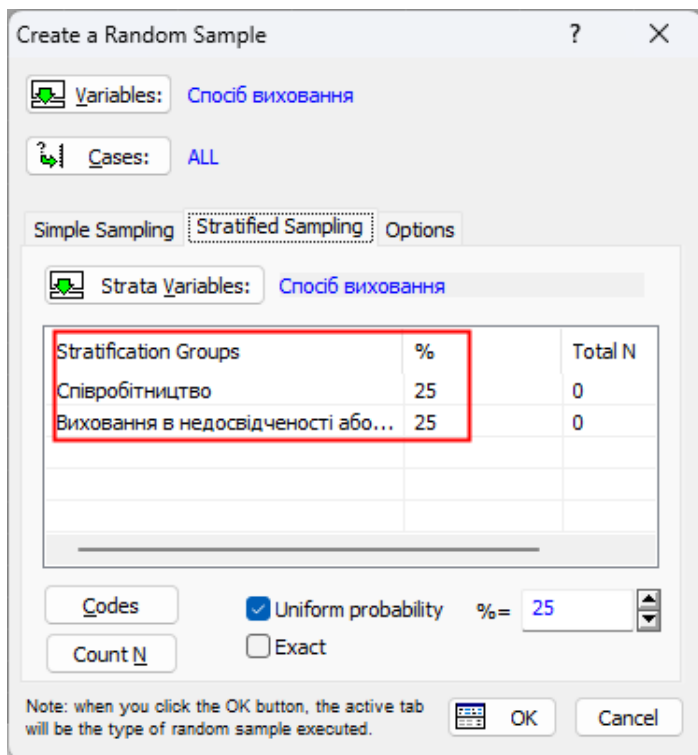 Create a Random Sample ? X
Variables: Спосіб виховання
Cases: ALL
Simple Sampling Stratified Sampling Options
Strata Variables: Спосіб виховання
Stratification Groups % Total N
Співробітництво 25 0
Виховання в недосвідченості або... 25 0
Codes Uniform probability %= 25
Count N Exact
Note: when you click the OK button, the active tab
will be the type of random sample executed.
OK Cancel